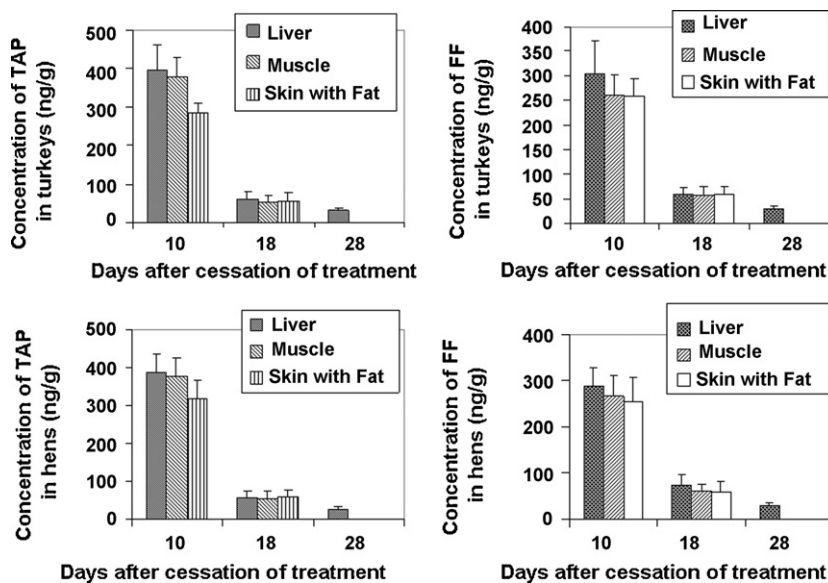 Concentration of TAP
in turkeys (ng/g)
500
400
300
200
100
0
Liver
Muscle
Skin with Fat
10 18 28
Days after cessation of treatment
Concentration of FF
in turkeys (ng/g)
400
350
300
250
200
150
100
50
0
Liver
Muscle
Skin with Fat
10 18 28
Days after cessation of treatment
Concentration of TAP
in hens (ng/g)
500
400
300
200
100
0
Liver
Muscle
Skin with Fat
10 18 28
Days after cessation of treatment
Concentration of FF
in hens (ng/g)
400
300
200
100
0
Liver
Muscle
Skin with Fat
10 18 28
Days after cessation of treatment